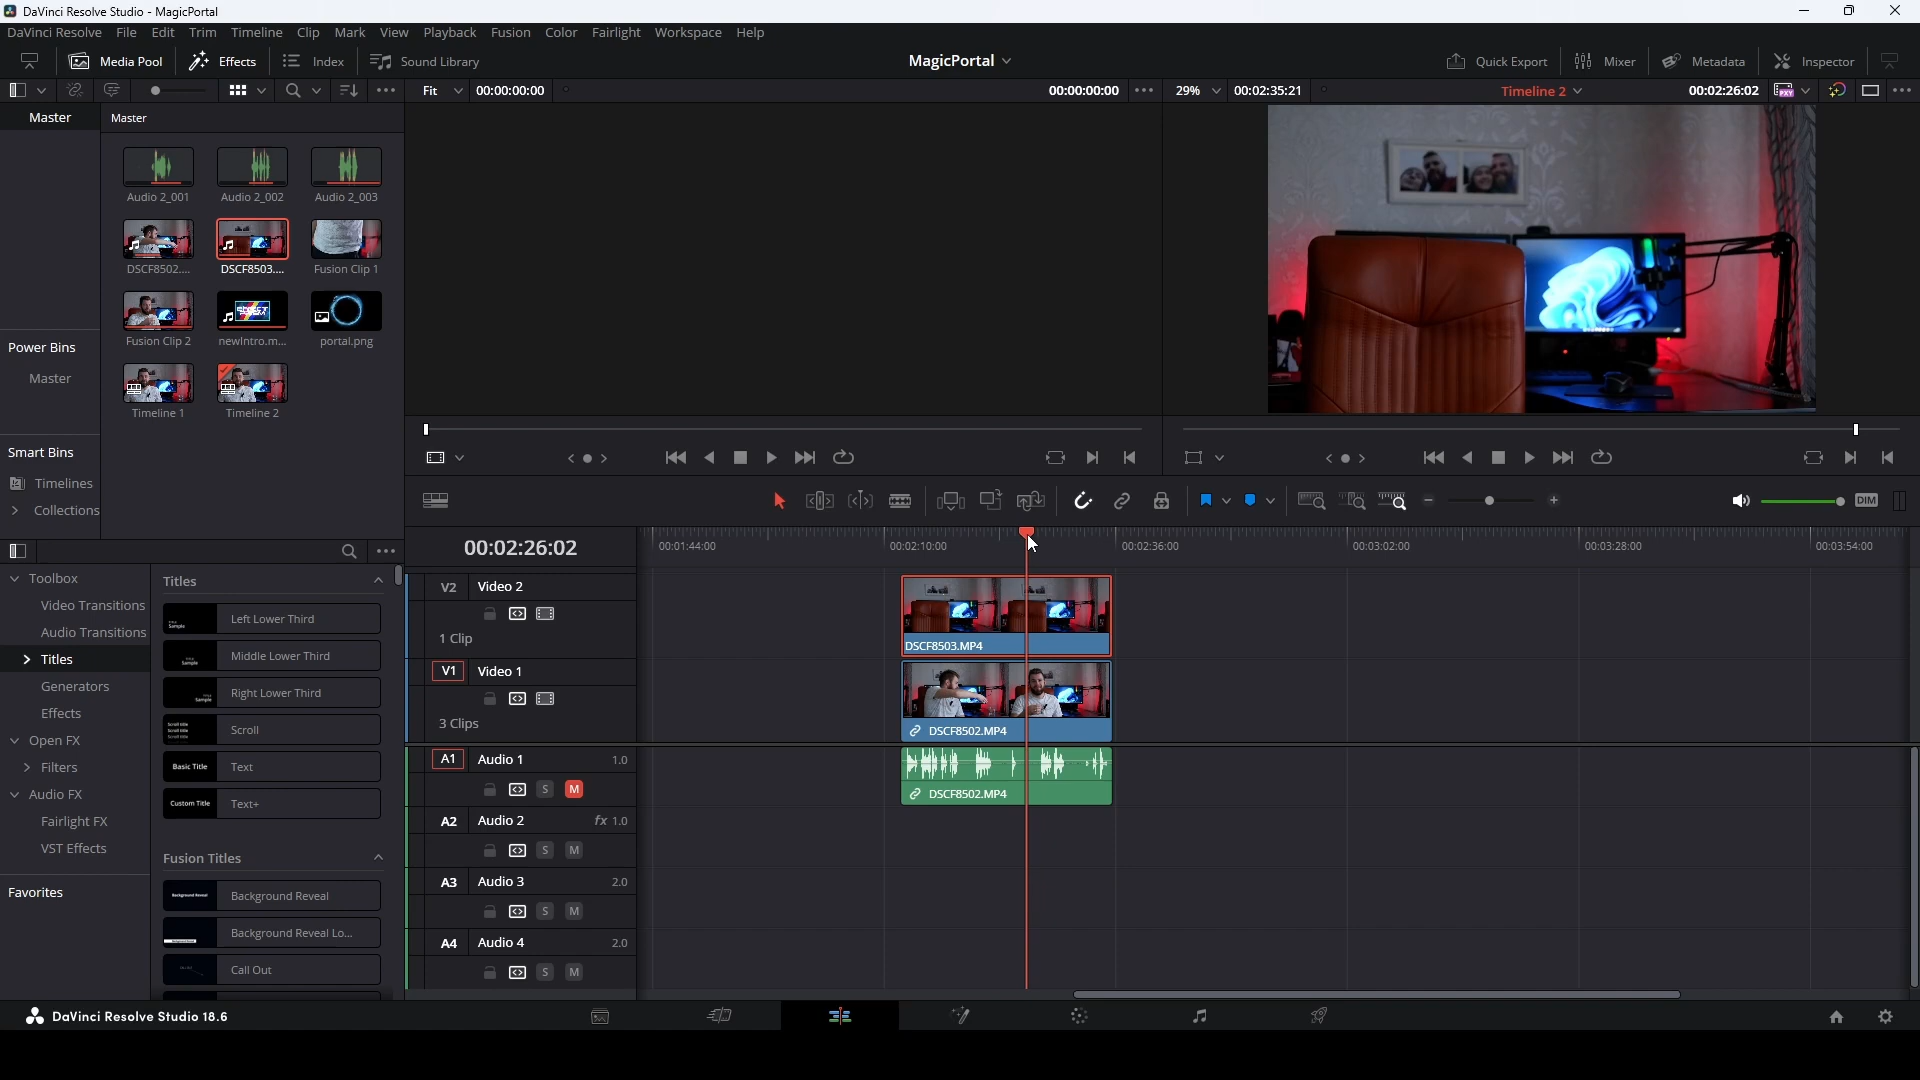 DaVinci Resolve Studio - MagicPortal
DaVinci Resolve File Edit Trim Timeline Clip Mark View Playback Fusion Color Fairlight Workspace Help
Media Pool Effects Index Sound Library MagicPortal Quick Export Mixer Metadata Inspector
Fit 00:00:00:00 00:00:00:00 29% 00:02:35:21 Timeline 2 00:02:26:02 PXY
Master Master
Audio 2_001 Audio 2_002 Audio 2_003
DSCF8502.... DSCF8503.... Fusion Clip 1
Fusion Clip 2 newIntro.m... portal.png
Timeline 1 Timeline 2
Power Bins
Master
Smart Bins
Timelines
Collections
DIM
00:02:26:02
00:01:44:00 00:02:10:00 00:02:36:00 00:03:02:00 00:03:28:00 00:03:54:00
Toolbox
Video Transitions
Audio Transitions
Titles
Generators
Effects
Open FX
Filters
Audio FX
Fairlight FX
VST Effects
Favorites
Titles
Left Lower Third
Middle Lower Third
Right Lower Third
Scroll
Basic Title Text
Custom Title Text+
Fusion Titles
Background Reveal Background Reveal
Background Reveal Lo...
Call Out
V2 Video 2
1 Clip
DSCF8503.MP4
V1 Video 1
3 Clips
DSCF8502.MP4
A1 Audio 1 1.0
S M
DSCF8502.MP4
A2 Audio 2 fx 1.0
S M
A3 Audio 3 2.0
S M
A4 Audio 4 2.0
S M
DaVinci Resolve Studio 18.6